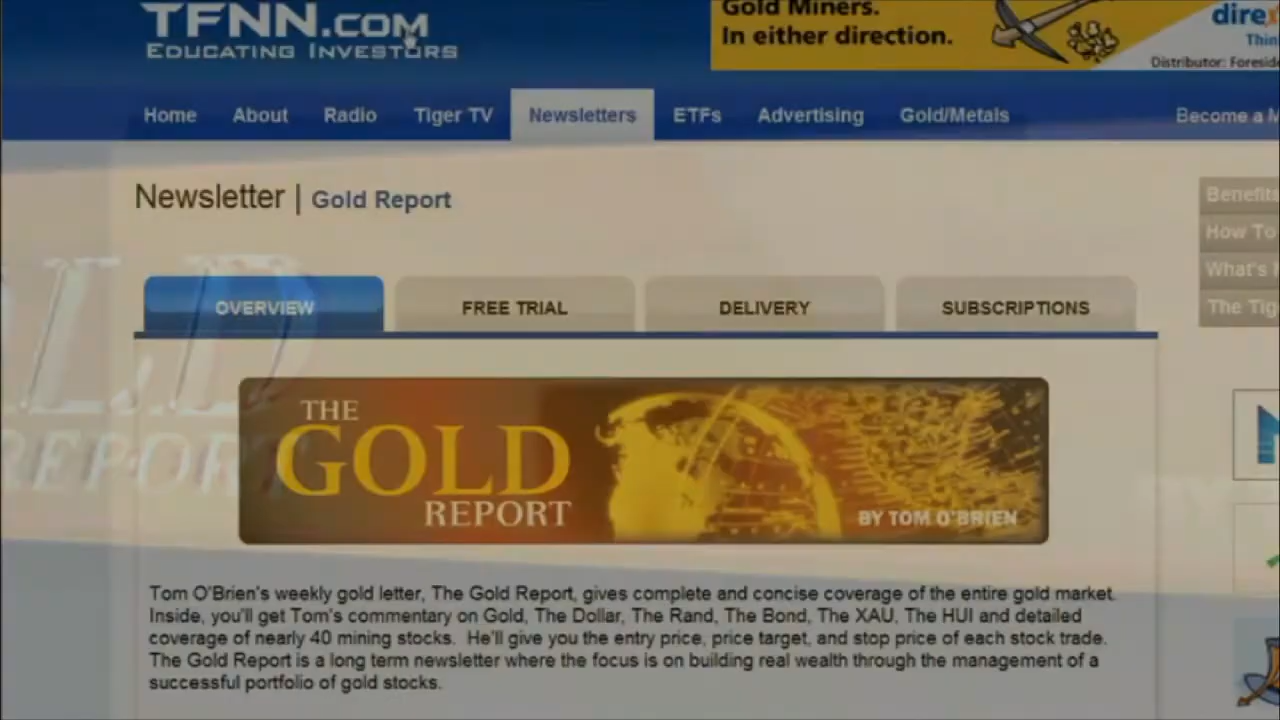 TFNN.COM
EDUCATING INVESTORS
Gold Miners.
In either direction.
Distributor:
Home About Radio Tiger TV Newsletters ETFs Advertising Gold/Metals Become a
Newsletter | Gold Report
How To
What's
The
OVERVIEW FREE TRIAL DELIVERY SUBSCRIPTIONS
THE
GOLD
REPORT
BY TOM O'BRIEN
REPORT
Tom O'Brien's weekly gold letter, The Gold Report, gives complete and concise coverage of the entire gold market.
Inside, you'll get Tom's commentary on Gold, The Dollar, The Rand, The Bond, The XAU, The HUI and detailed
coverage of nearly 40 mining stocks. He'll give you the entry price, price target, and stop price of each stock trade.
The Gold Report is a long term newsletter where the focus is on building real wealth through the management of a
successful portfolio of gold stocks.